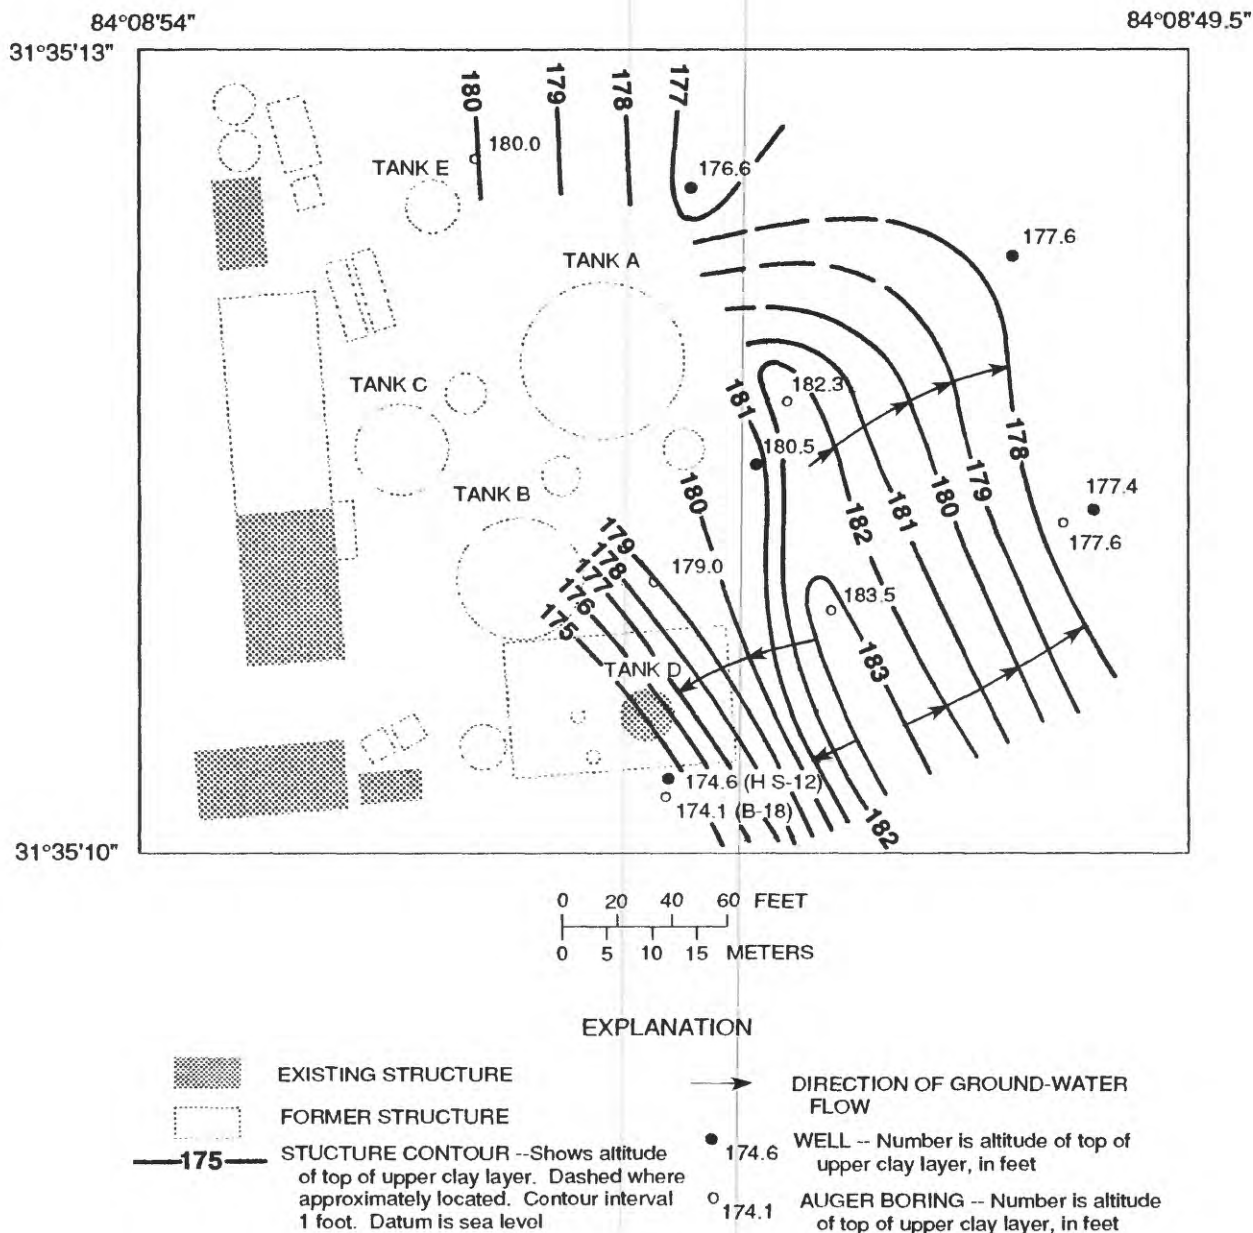 84°08'54"
84°08'49.5"
31°35'13"
180
179
178
177
180.0
TANK E
176.6
177.6
TANK A
TANK C
181
182.3
180.5
178
TANK B
180
179
177.4
177.6
179
178
177
176
175
179.0
182
181
180
183.5
183
TANK D
174.6 (H S-12)
174.1 (B-18)
182
31°35'10"
0 20 40 60 FEET
0 5 10 15 METERS
EXPLANATION
EXISTING STRUCTURE
FORMER STRUCTURE
175
STUCTURE CONTOUR --Shows altitude
of top of upper clay layer. Dashed where
approximately located. Contour interval
1 foot. Datum is sea level
DIRECTION OF GROUND-WATER
FLOW
174.6
WELL -- Number is altitude of top of
upper clay layer, in feet
174.1
AUGER BORING -- Number is altitude
of top of upper clay layer, in feet